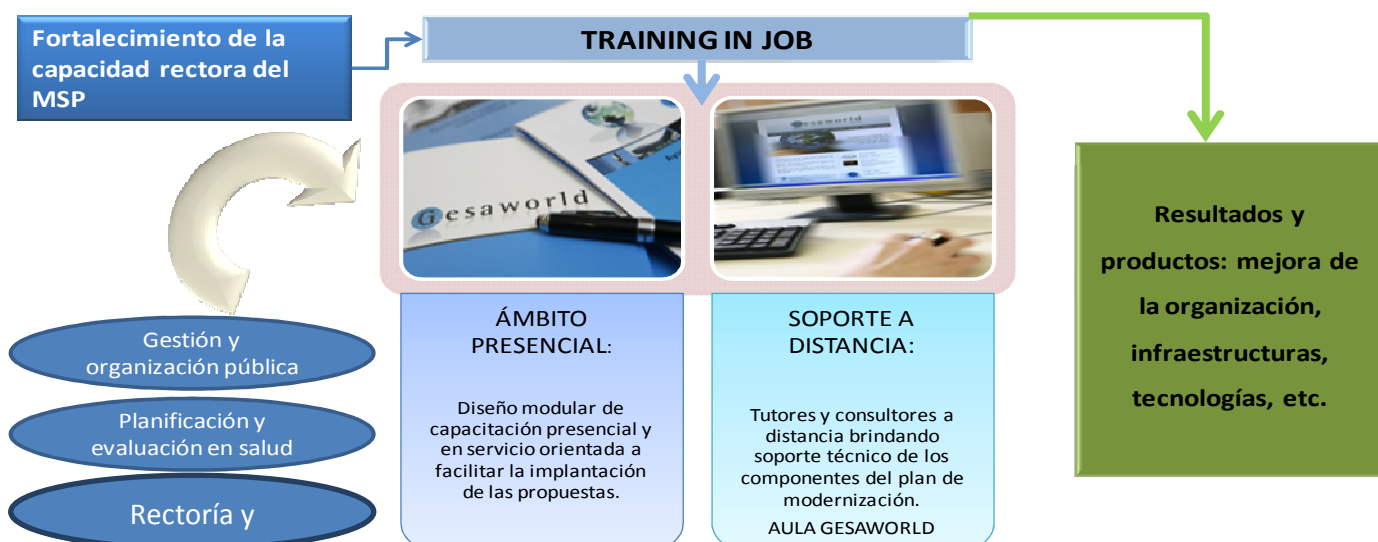 Fortalecimiento de la
capacidad rectora del
MSP
TRAINING IN JOB
Gesaworld
Gesaworld
Gestión y
organización pública
Planificación y
evaluación en salud
Rectoría y
ÁMBITO
PRESENCIAL:
Diseño modular de
capacitación presencial y
en servicio orientada a
facilitar la implantación
de las propuestas.
SOPORTE A
DISTANCIA:
Tutores y consultores a
distancia brindando
soporte técnico de los
componentes del plan de
modernización.
AULA GESAWORLD
Resultados y
productos: mejora de
la organización,
infraestructuras,
tecnologías, etc.